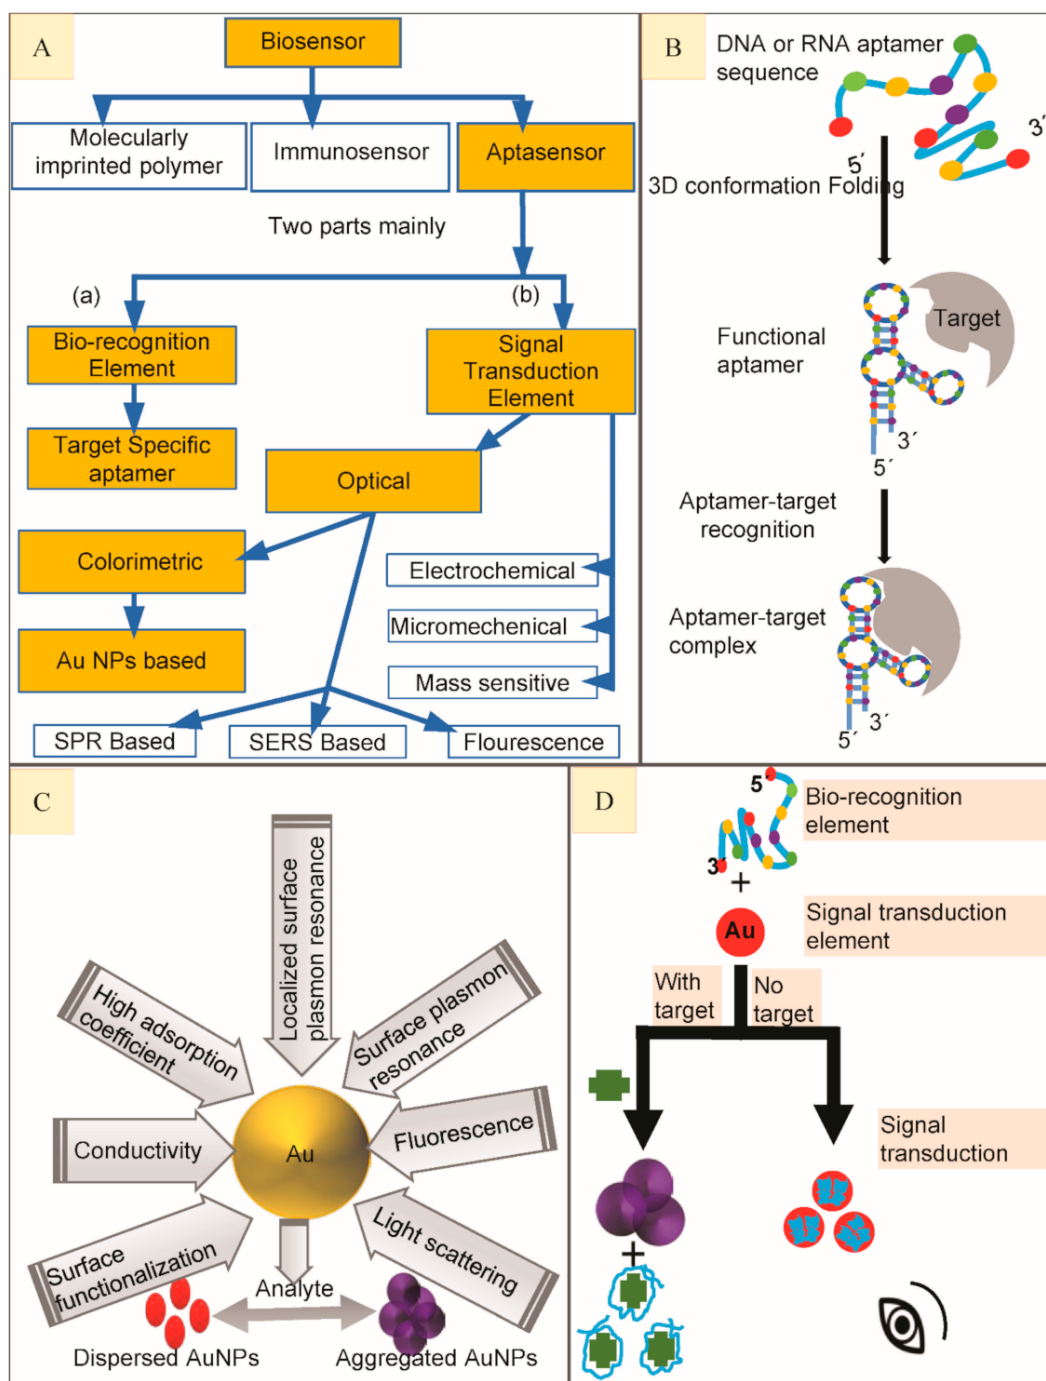 A
Biosensor
Molecularly
imprinted polymer
Immunosensor
Aptasensor
Two parts mainly
(a)
(b)
Bio-recognition
Element
Signal
Transduction
Element
Target Specific
aptamer
Optical
Colorimetric
Electrochemical
Au NPs based
Micromechenical
Mass sensitive
SPR Based
SERS Based
Flourescence
B
DNA or RNA aptamer
sequence
5´
3´
3D conformation Folding
Functional
aptamer
Target
3´
5´
Aptamer-target
recognition
Aptamer-target
complex
3´
5´
C
Localized surface
plasmon resonance
High adsorption
coefficient
Surface plasmon
resonance
Conductivity
Au
Fluorescence
Surface
functionalization
Light scattering
Analyte
Dispersed AuNPs
Aggregated AuNPs
D
5´
3´
Bio-recognition
element
+
Au
Signal transduction
element
With
target
No
target
Signal
transduction
+